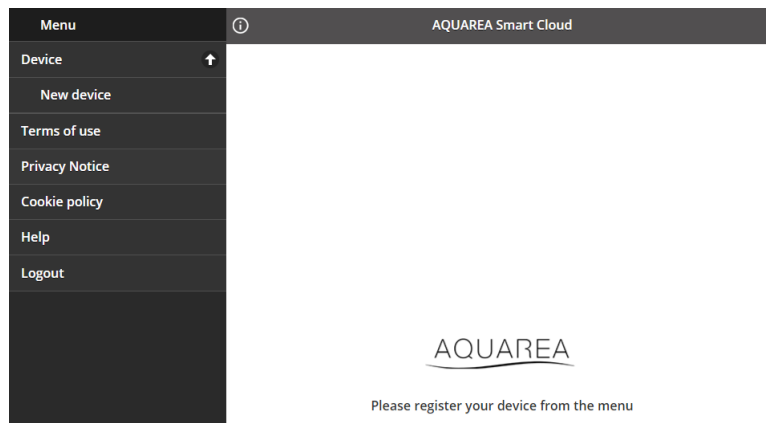 Menu
AQUAREA Smart Cloud
Device
New device
Terms of use
Privacy Notice
Cookie policy
Help
Logout
AQUAREA
Please register your device from the menu